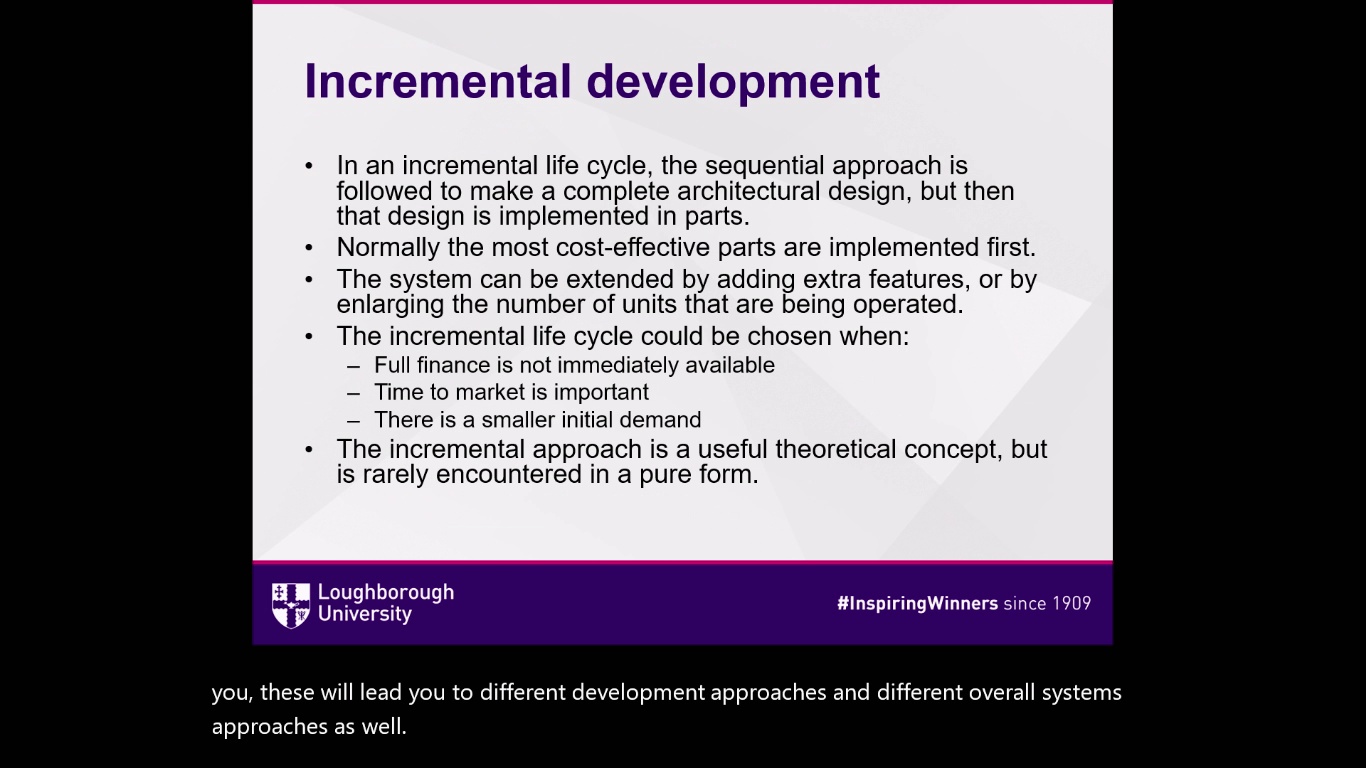 Incremental development
• In an incremental life cycle, the sequential approach is
followed to make a complete architectural design, but then
that design is implemented in parts.
• Normally the most cost-effective parts are implemented first.
• The system can be extended by adding extra features, or by
enlarging the number of units that are being operated.
• The incremental life cycle could be chosen when:
– Full finance is not immediately available
– Time to market is important
– There is a smaller initial demand
• The incremental approach is a useful theoretical concept, but
is rarely encountered in a pure form.
Loughborough
University
#InspiringWinners since 1909
you, these will lead you to different development approaches and different overall systems
approaches as well.